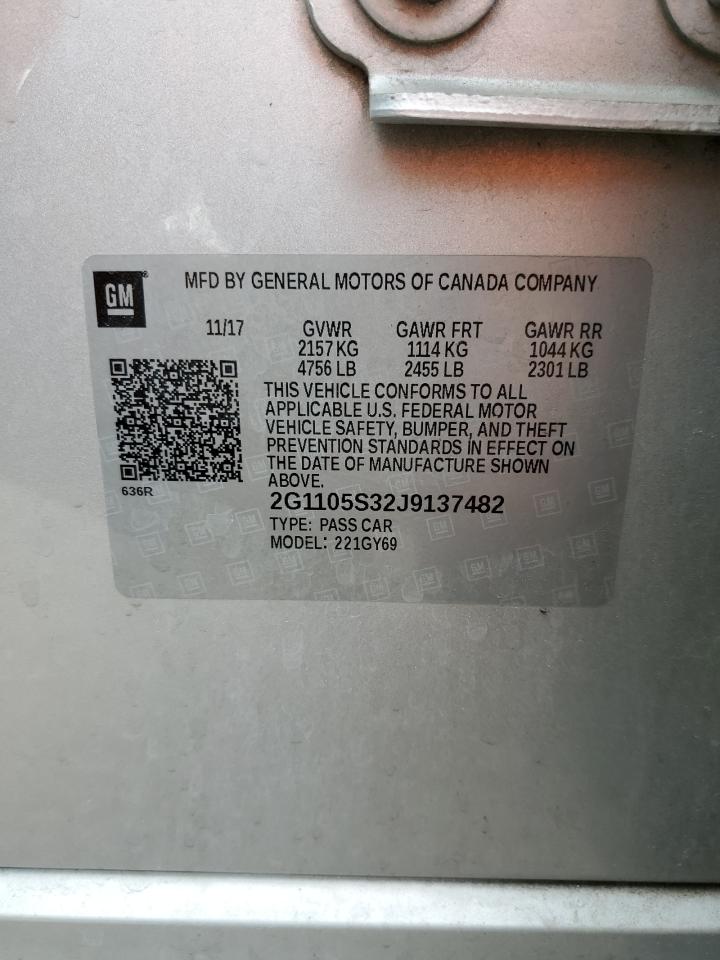 GM
MFD BY GENERAL MOTORS OF CANADA COMPANY
11/17 GVWR GAWR FRT GAWR RR
2157 KG 1114 KG 1044 KG
4756 LB 2455 LB 2301 LB
THIS VEHICLE CONFORMS TO ALL
APPLICABLE U.S. FEDERAL MOTOR
VEHICLE SAFETY, BUMPER, AND THEFT
PREVENTION STANDARDS IN EFFECT ON
THE DATE OF MANUFACTURE SHOWN
ABOVE.
636R
2G1105S32J9137482
TYPE: PASS CAR
MODEL: 221GY69